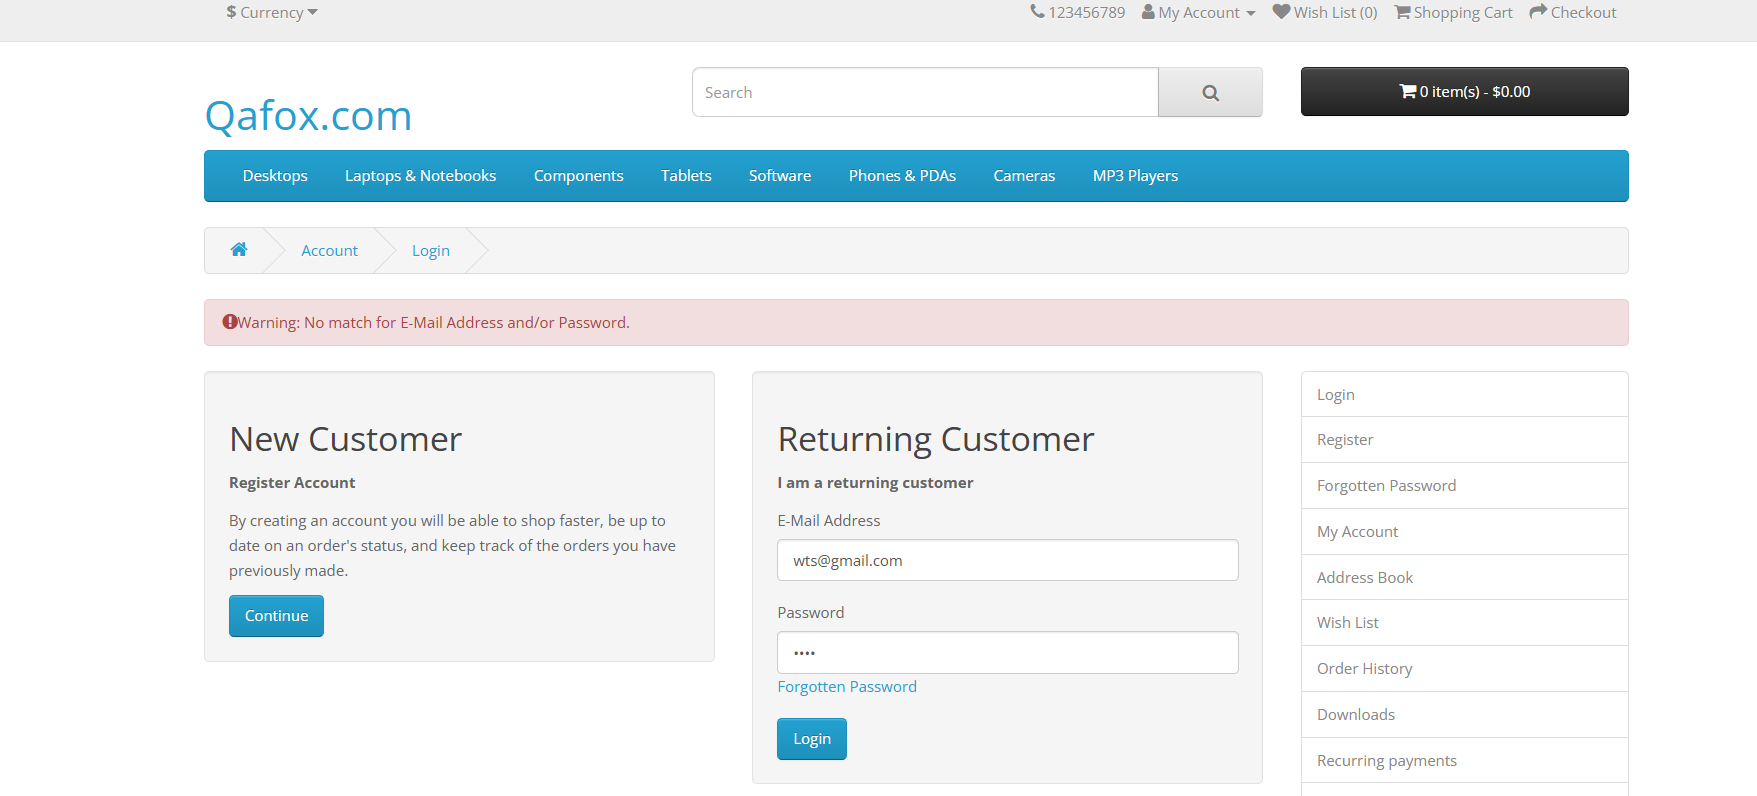 $ Currency
123456789 My Account Wish List (0) Shopping Cart Checkout
Qafox.com
Search
0 item(s) - $0.00
Desktops Laptops & Notebooks Components Tablets Software Phones & PDAs Cameras MP3 Players
Account Login
Warning: No match for E-Mail Address and/or Password.
New Customer
Register Account
By creating an account you will be able to shop faster, be up to
date on an order's status, and keep track of the orders you have
previously made.
Continue
Returning Customer
I am a returning customer
E-Mail Address
wts@gmail.com
Password
••••
Forgotten Password
Login
Login
Register
Forgotten Password
My Account
Address Book
Wish List
Order History
Downloads
Recurring payments